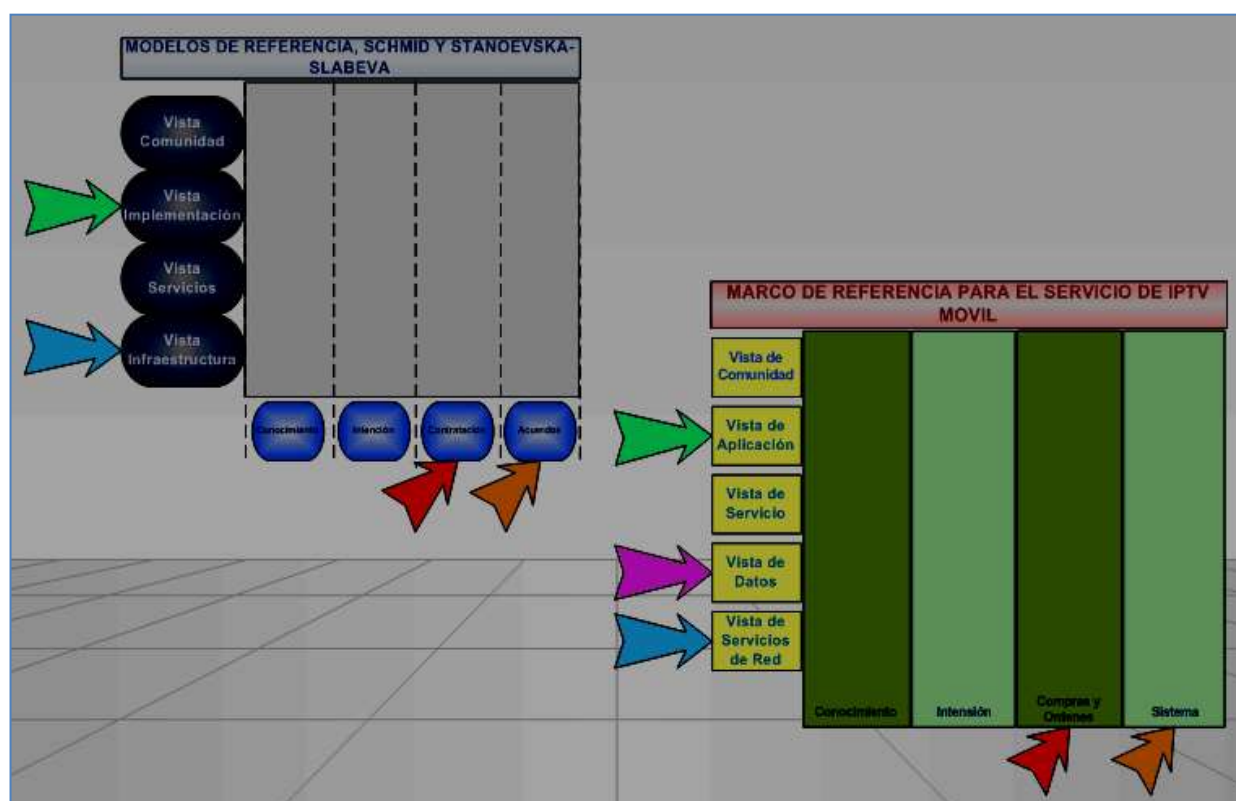 MODELOS DE REFERENCIA, SCHMID Y STANOEVSKA-
SLABEVA
Vista
Comunidad
Vista
Implementación
Vista
Servicios
Vista
Infraestructura
Conocimiento
Intención
Contratación
Acuerdos
MARCO DE REFERENCIA PARA EL SERVICIO DE IPTV
MOVIL
Vista de
Comunidad
Vista de
Aplicación
Vista de
Servicio
Vista de
Datos
Vista de
Servicios
de Red
Conocimiento
Intensión
Compras y
Ordenes
Sistema